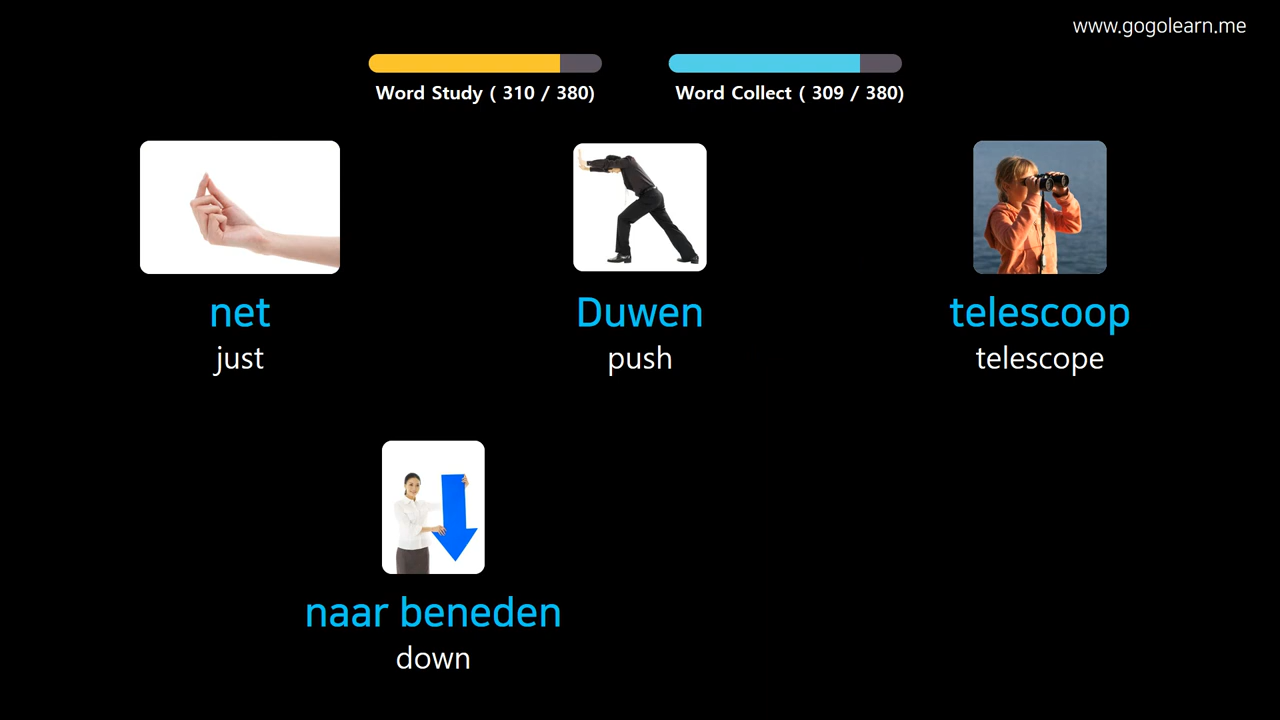 www.gogolearn.me
Word Study ( 310 / 380)
Word Collect ( 309 / 380)
net
just
Duwen
push
telescoop
telescope
naar beneden
down